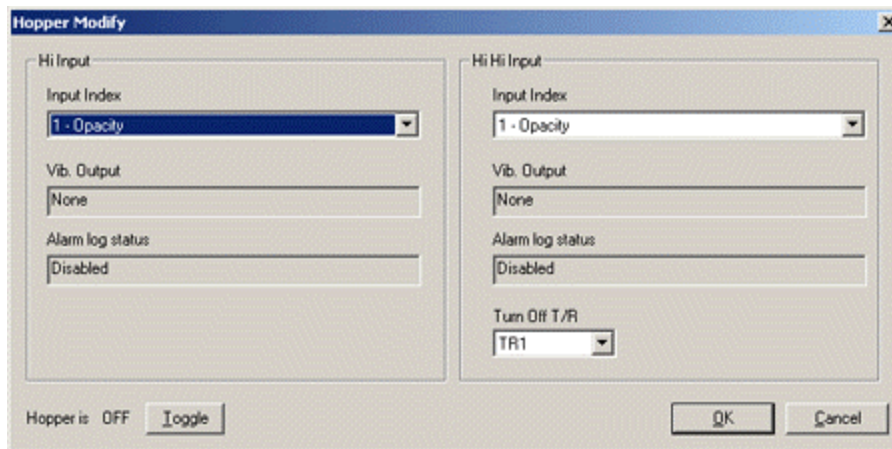 Hopper Modify
Hi Input
Input Index
1 - Opacity
Vib. Output
None
Alarm log status
Disabled
Hi Hi Input
Input Index
1 - Opacity
Vib. Output
None
Alarm log status
Disabled
Turn Off T/R
TR1
Hopper is OFF Toggle
OK Cancel